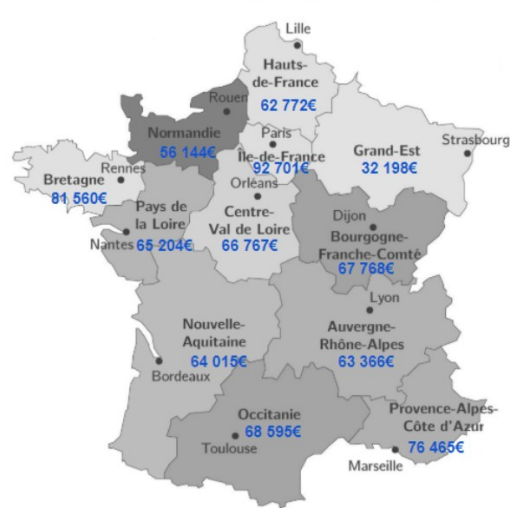 Lille
Hauts-
de-France
62 772€
Rouen
Normandie
56 144€
Paris
Île-de-France
92 701€
Grand-Est
32 198€
Strasbourg
Rennes
Bretagne
81 560€
Pays de
la Loire
Nantes 65 204€
Orléans
Centre-
Val de Loire
66 767€
Dijon
Bourgogne-
Franche-Comté
67 768€
Lyon
Auvergne-
Rhône-Alpes
63 366€
Nouvelle-
Aquitaine
64 015€
Bordeaux
Occitanie
68 595€
Toulouse
Provence-Alpes-
Côte d'Azur
76 465€
Marseille